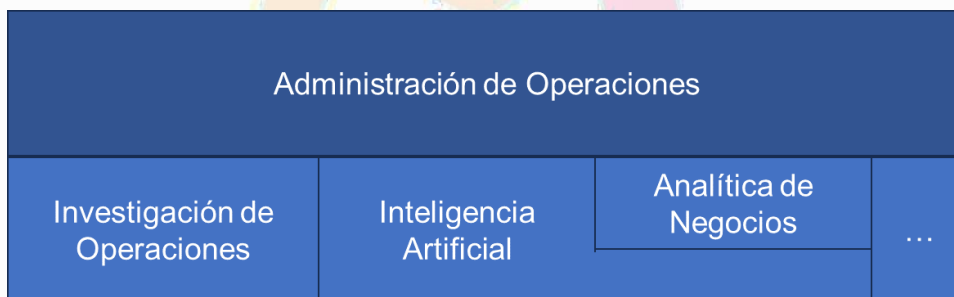 Administración de Operaciones
Investigación de
Operaciones
Inteligencia
Artificial
Analítica de
Negocios
...